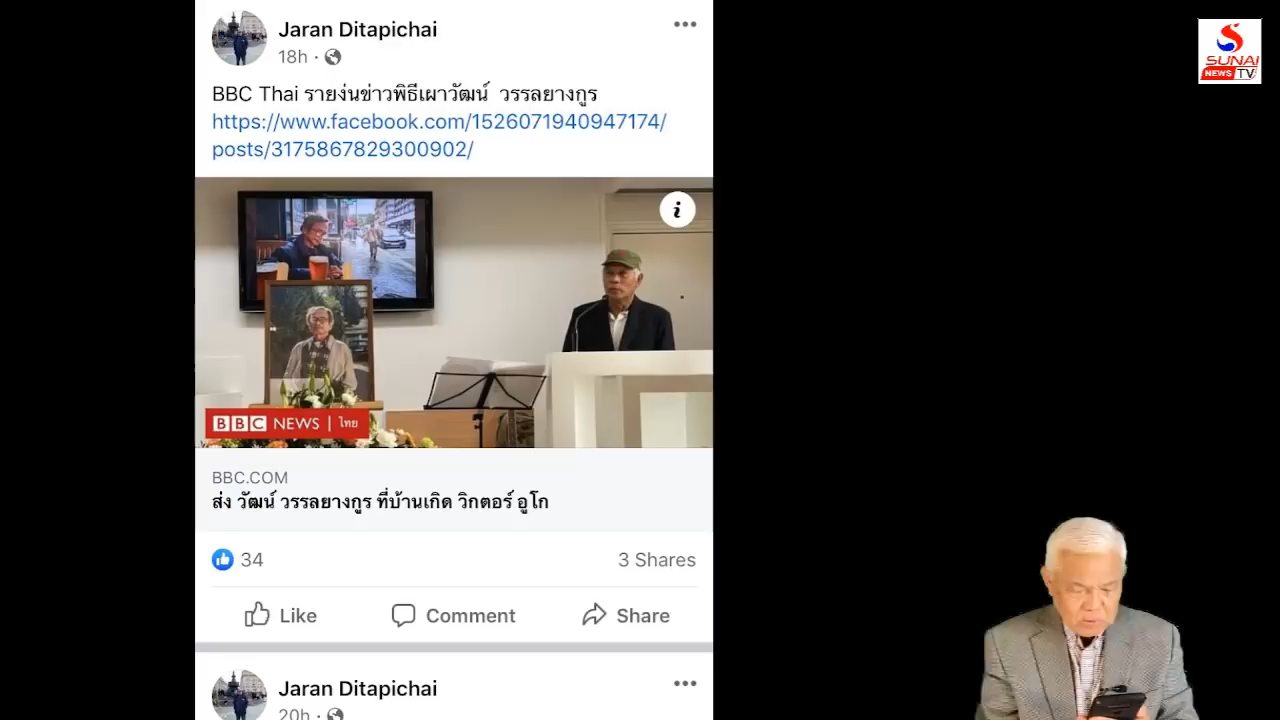 Jaran Ditapichai
18h ·
BBC Thai รายง่นข่าวพิธีเผาวัฒน์ วรรลยางกูร
https://www.facebook.com/1526071940947174/
posts/3175867829300902/
i
BBC NEWS | ไทย
BBC.COM
ส่ง วัฒน์ วรรลยางกูร ที่บ้านเกิด วิกตอร์ อูโก
34
3 Shares
Like
Comment
Share
Jaran Ditapichai
20h ·
SUNAI
NEWS TV